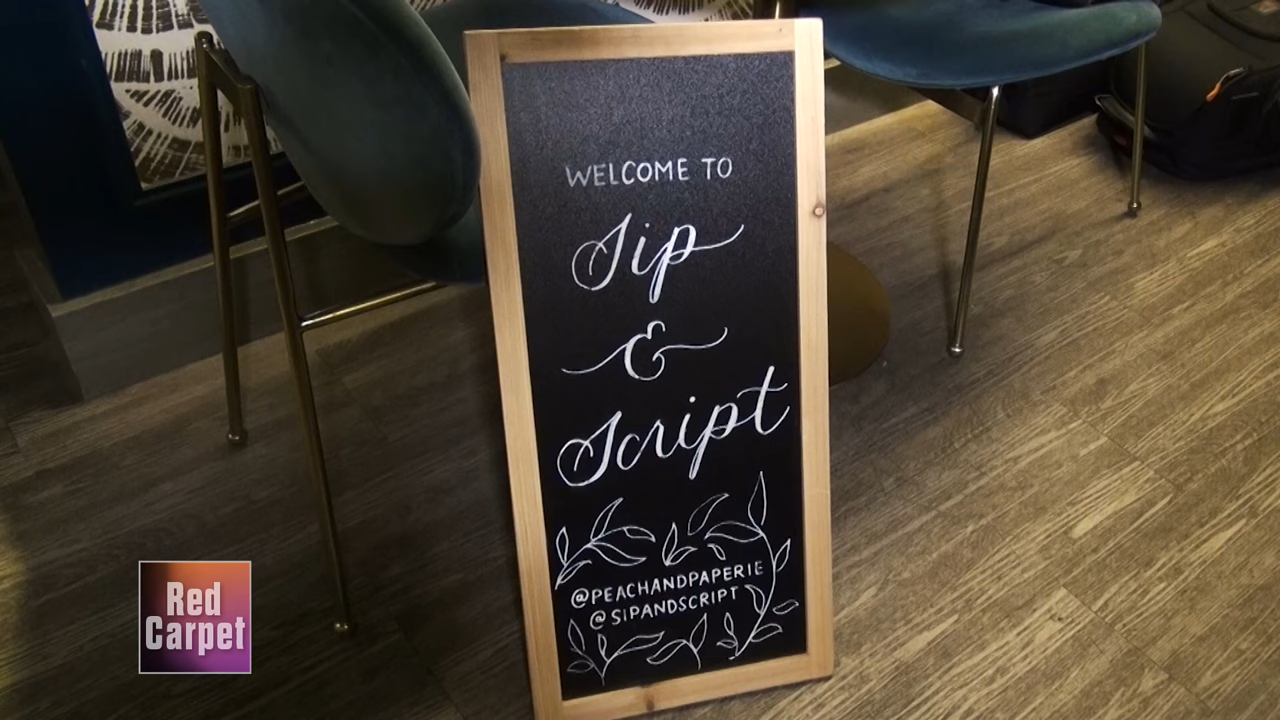 WELCOME TO
Sip
&
Script
@PEACHANDPAPERIE
@SIPANDSCRIPT
Red
Carpet